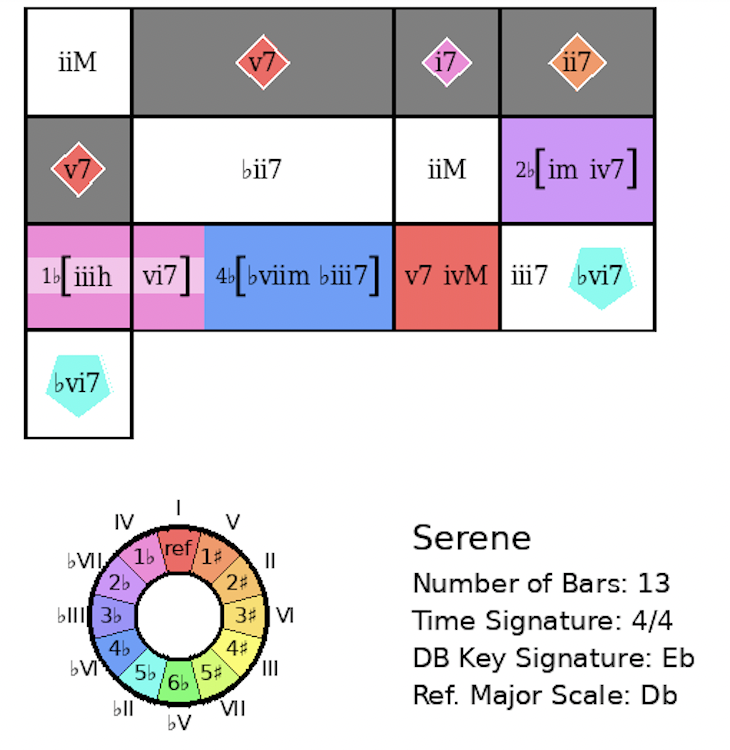 iiM v7 i7 ii7
v7 ♭ii7 iiM 2♭[im iv7]
1♭[iiih vi7] 4♭[♭viim ♭iii7] v7 ivM iii7 ♭vi7
♭vi7
I
IV V
ref
1♭ 1♯
♭VII II
2♭ 2♯
♭III 3♭ 3♯ VI
4♭ 4♯
♭VI III
5♭ 6♭ 5♯
♭II VII
♭V
Serene
Number of Bars: 13
Time Signature: 4/4
DB Key Signature: Eb
Ref. Major Scale: Db